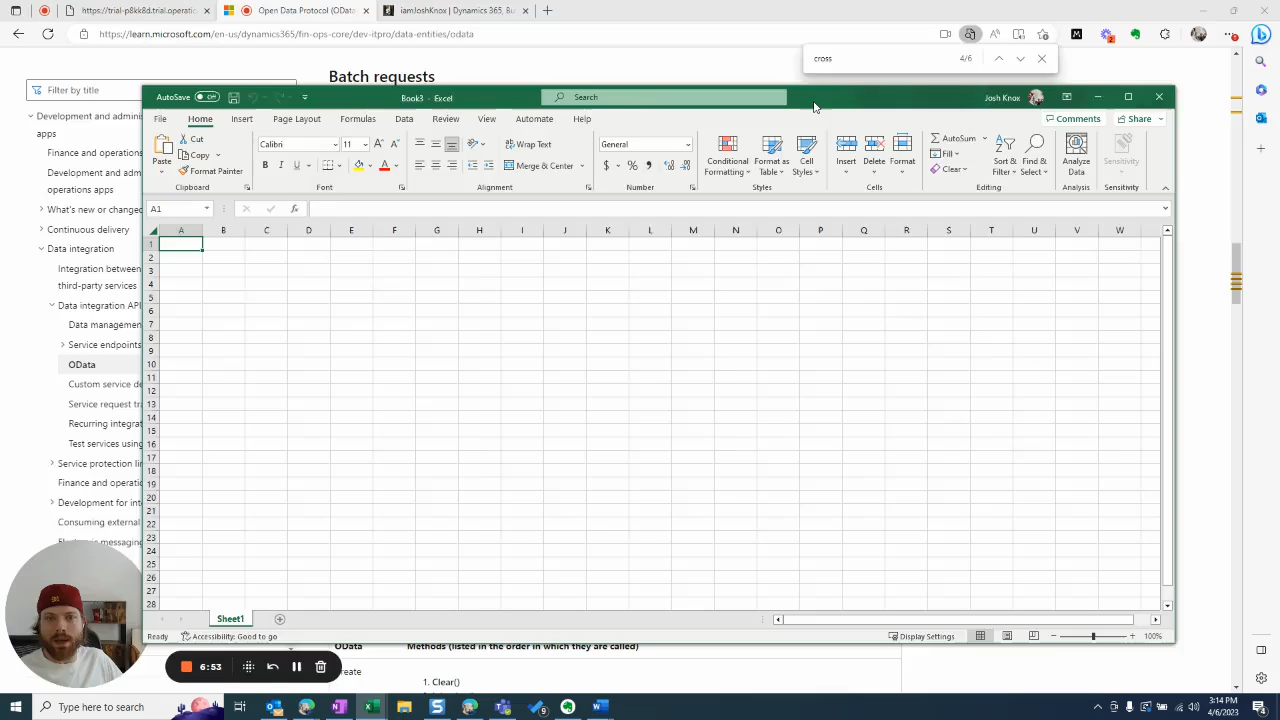 https://trial-p8kk8d.trial.operatio
Open Data Protocol (OData
iamJoshKnox | Dynamics 365, Bu
https://learn.microsoft.com/en-us/dynamics365/fin-ops-core/dev-itpro/data-entities/odata
cross
4/6
Batch requests
Filter by title
Development and admini
apps
Finance and operation
Development and adm
operations apps
What's new or changed
Continuous delivery
Data integration
Integration between
third-party services
Data integration API
Data managemen
Service endpoints
OData
Custom service de
Service request tra
Recurring integrat
Test services using
Service protection lim
Finance and operatio
Development for int
Consuming external
AutoSave Off
Book3 - Excel
Search
Josh Knox
File Home Insert Page Layout Formulas Data Review View Automate Help
Comments Share
Paste
Cut
Copy
Format Painter
Clipboard
Calibri 11
B I U
Font
Wrap Text
Merge & Center
Alignment
General
$ % ,
Number
Conditional
Formatting
Format as
Table
Cell
Styles
Styles
Insert Delete Format
Cells
AutoSum
Fill
Clear
Sort &
Filter
Find &
Select
Editing
Analyze
Data
Analysis
Sensitivity
Sensitivity
A1
fx
A B C D E F G H I J K L M N O P Q R S T U V W
1
2
3
4
5
6
7
8
9
10
11
12
13
14
15
16
17
18
19
20
21
22
23
24
25
26
27
28
Sheet1
Ready
Accessibility: Good to go
Display Settings
100%
OData Methods (listed in the order in which they are called)
Create
1. Clear()
6:53
Type here to search
3:14 PM
4/6/2023